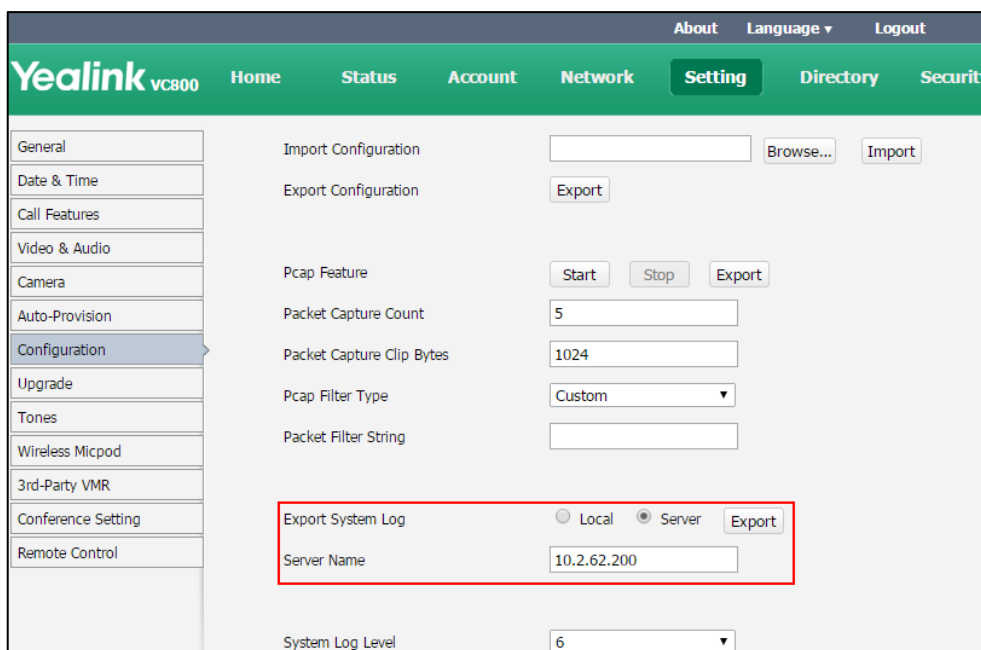 About Language ▾ Logout
Yealink VC800 Home Status Account Network Setting Directory Securit
General
Date & Time
Call Features
Video & Audio
Camera
Auto-Provision
Configuration
Upgrade
Tones
Wireless Micpod
3rd-Party VMR
Conference Setting
Remote Control
Import Configuration Browse... Import
Export Configuration Export
Pcap Feature Start Stop Export
Packet Capture Count 5
Packet Capture Clip Bytes 1024
Pcap Filter Type Custom
Packet Filter String
Export System Log Local Server Export
Server Name 10.2.62.200
System Log Level 6